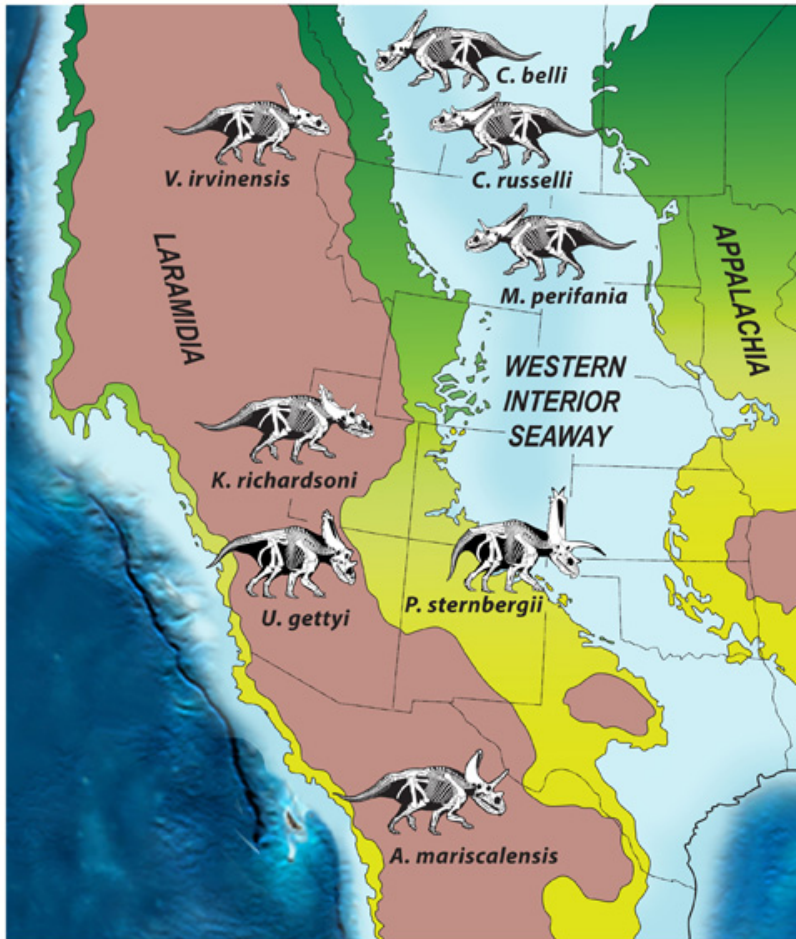 C. belli
V. irvinensis
C. russelli
M. perifania
LARAMIDIA
APPALACHIA
WESTERN
INTERIOR
SEAWAY
K. richardsoni
U. gettyi
P. sternbergii
A. mariscalensis